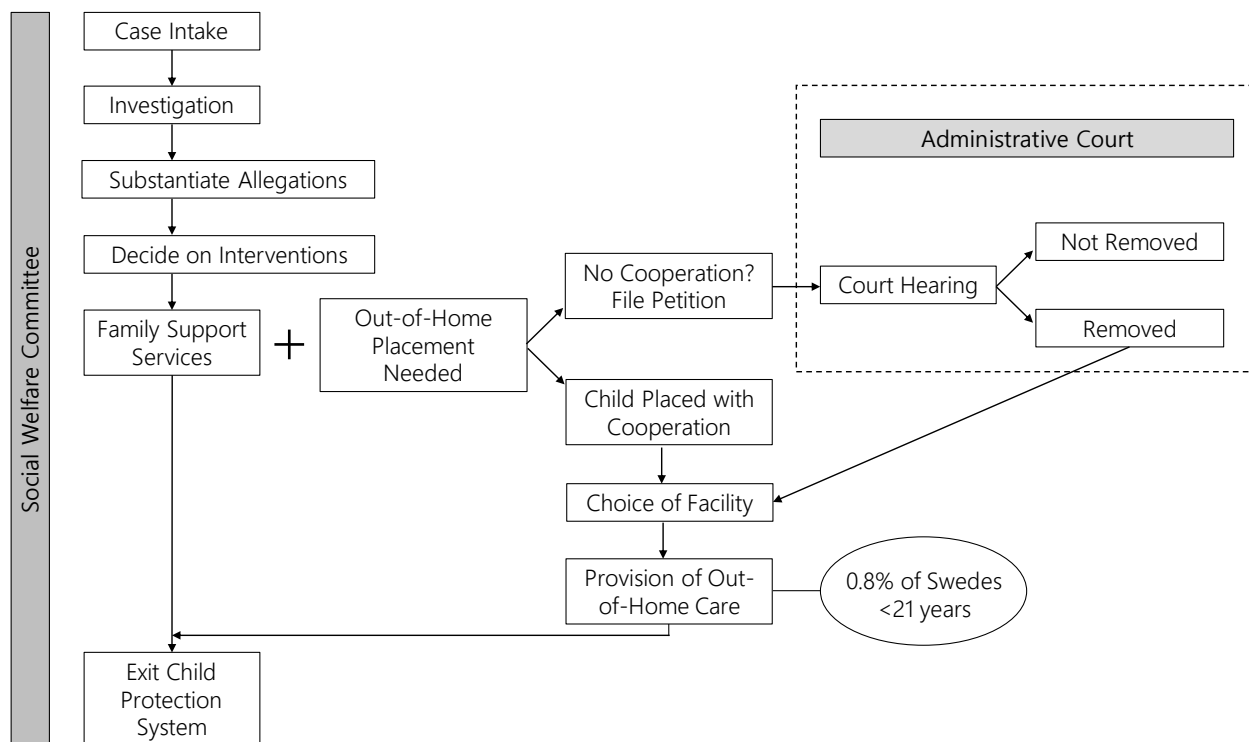 Social Welfare Committee
Case Intake
Investigation
Substantiate Allegations
Decide on Interventions
Family Support
Services
+
Out-of-Home
Placement
Needed
No Cooperation?
File Petition
Child Placed with
Cooperation
Choice of Facility
Provision of Out-
of-Home Care
0.8% of Swedes
<21 years
Exit Child
Protection
System
Administrative Court
Court Hearing
Not Removed
Removed